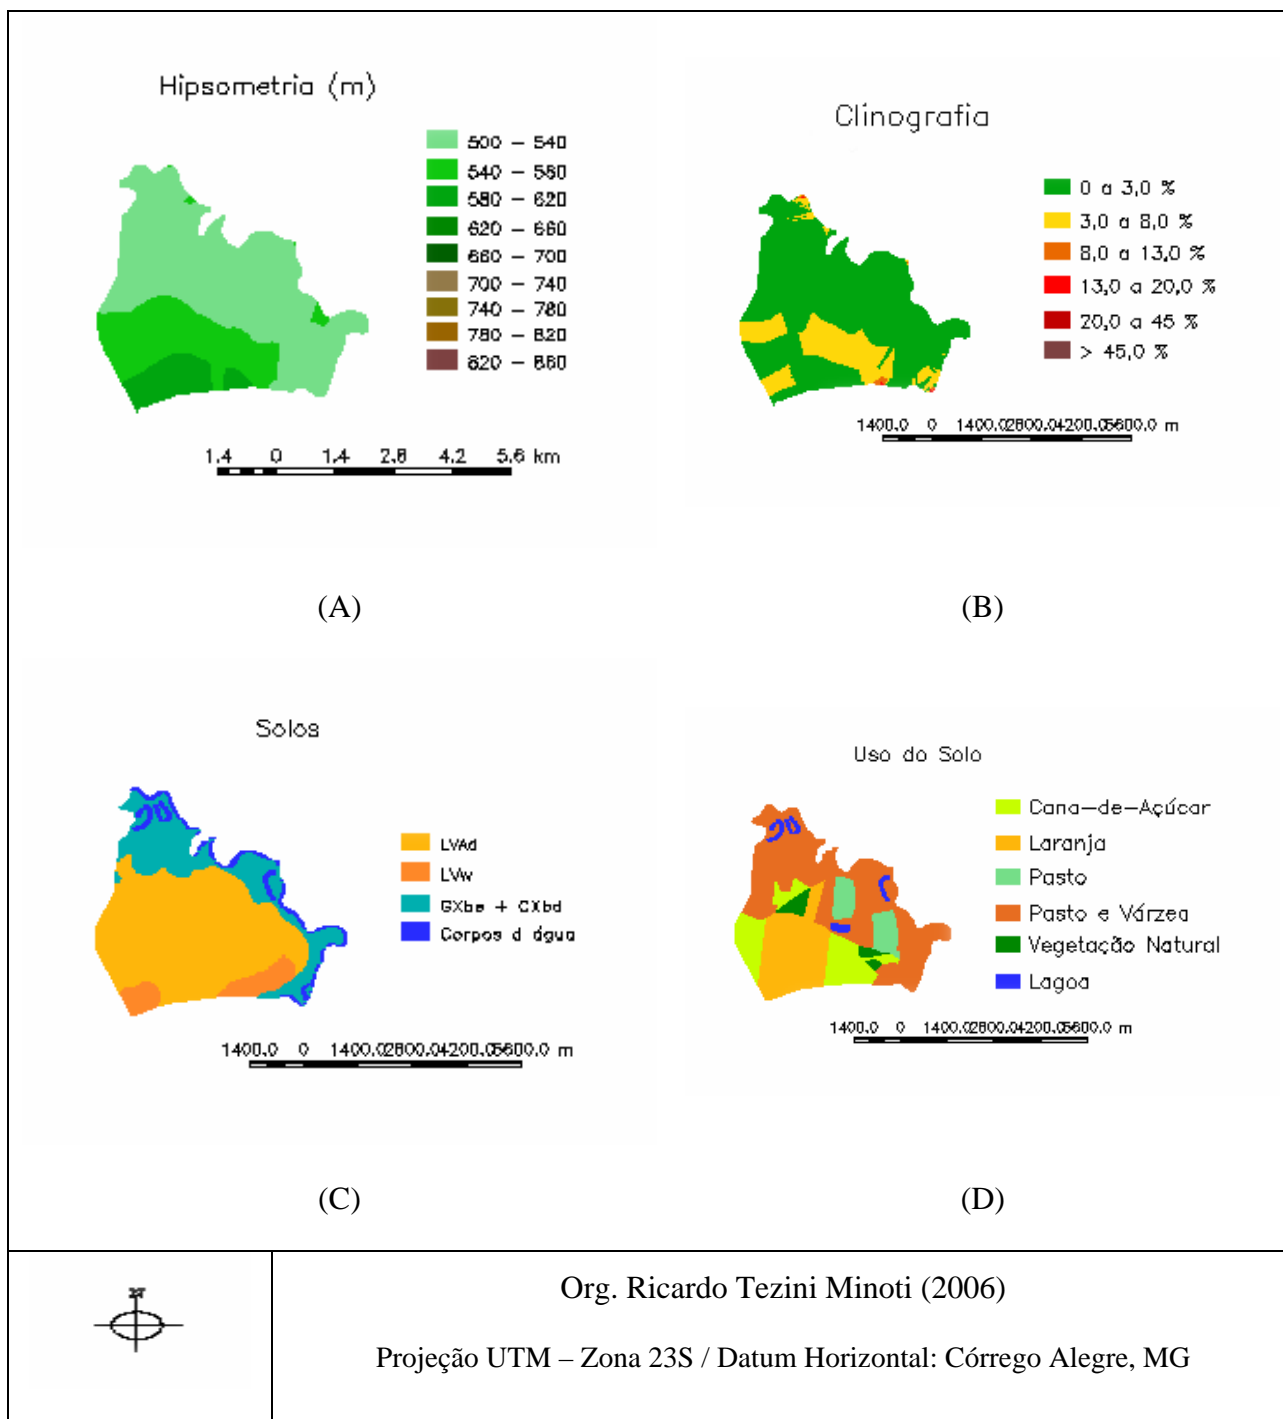 Hipsometria (m)
500 – 540
540 – 580
580 – 620
620 – 660
660 – 700
700 – 740
740 – 780
780 – 820
820 – 860
1.4 0 1.4 2.8 4.2 5.6 km
(A)
Clinografia
0 a 3,0 %
3,0 a 8,0 %
8,0 a 13,0 %
13,0 a 20,0 %
20,0 a 45 %
> 45,0 %
1400.0 0 1400.02800.04200.05600.0 m
(B)
Solos
LVAd
LVw
GXbe + CXbd
Corpos d água
1400.0 0 1400.02800.04200.05600.0 m
(C)
Uso do Solo
Cana-de-Açúcar
Laranja
Pasto
Pasto e Várzea
Vegetação Natural
Lagoa
1400.0 0 1400.02800.04200.05600.0 m
(D)
Org. Ricardo Tezini Minoti (2006)
Projeção UTM – Zona 23S / Datum Horizontal: Córrego Alegre, MG